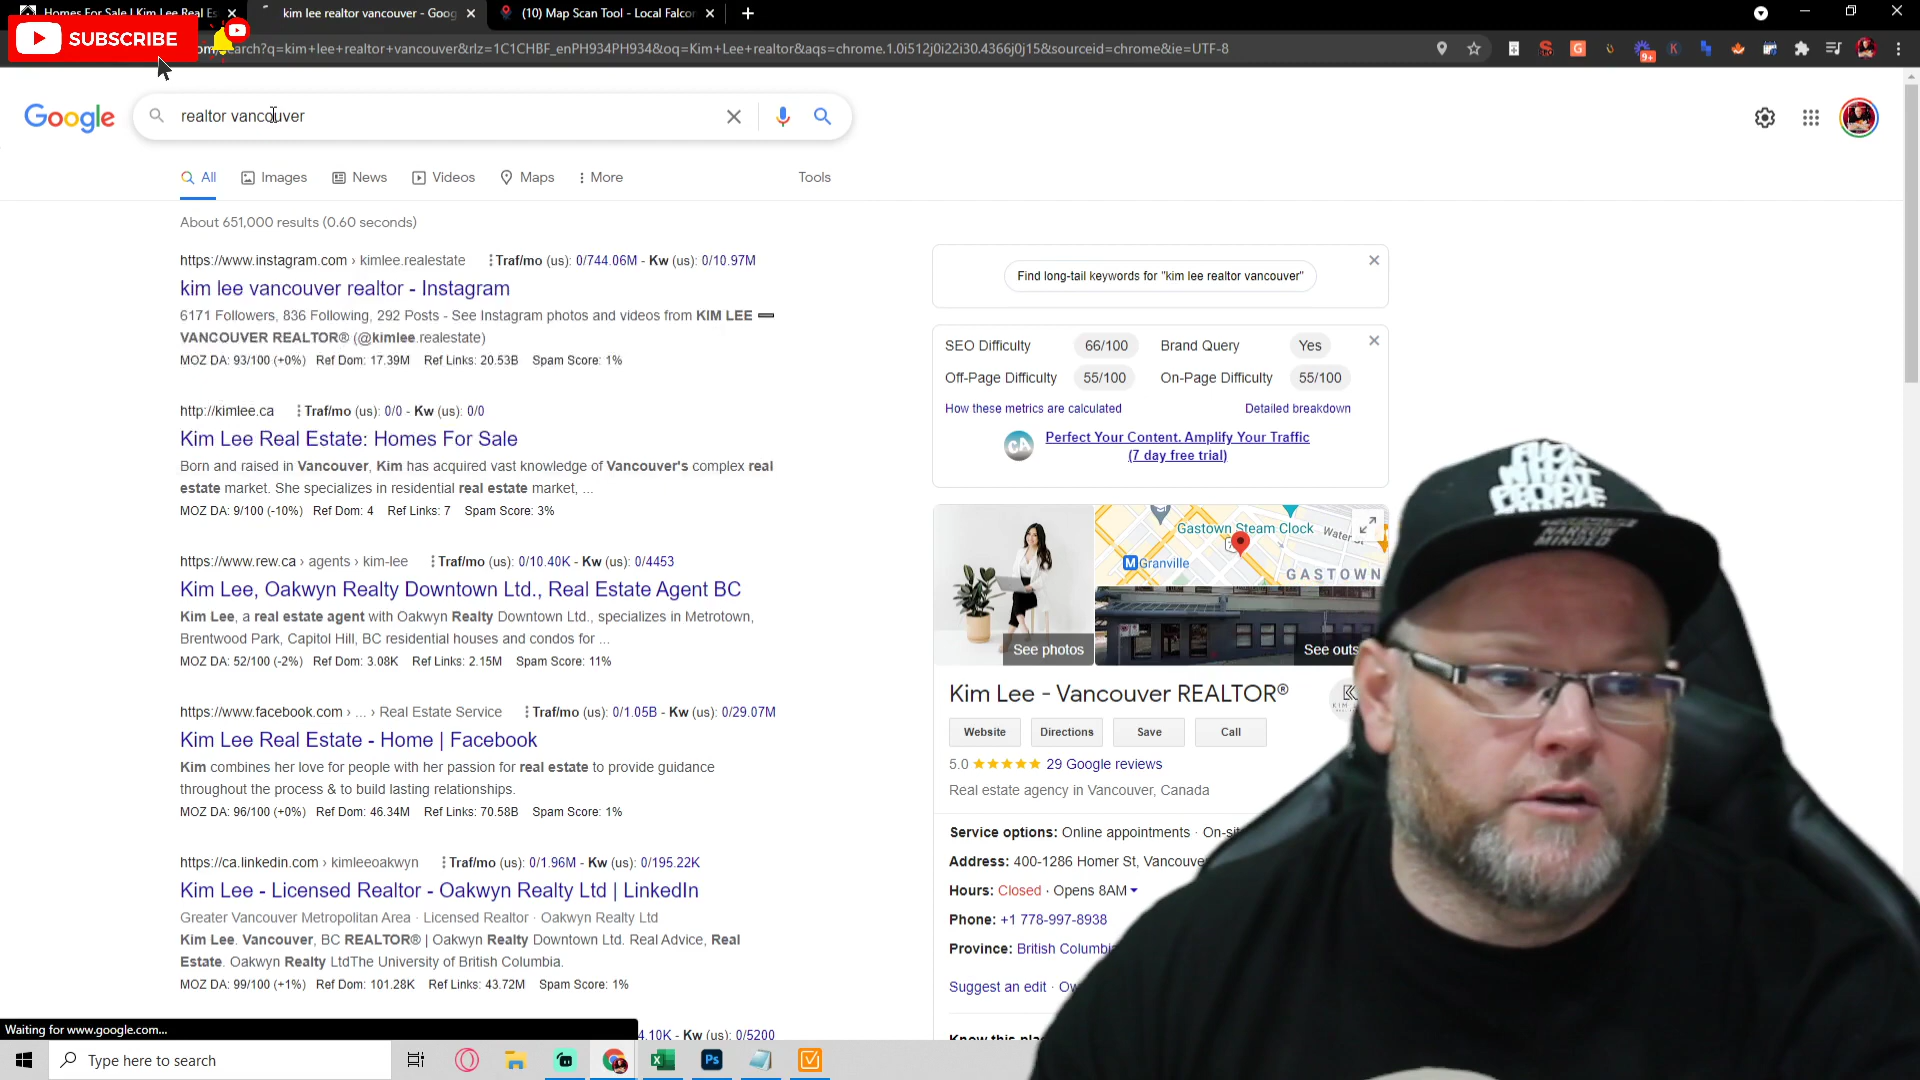 Homes For Sale | Kim Lee Real Es
kim lee realtor vancouver - Goog
(10) Map Scan Tool - Local Falcon
SUBSCRIBE
search?q=kim+lee+realtor+vancouver&rlz=1C1CHBF_enPH934PH934&oq=Kim+Lee+realtor&aqs=chrome.1.0i512j0i22i30.4366j0j15&sourceid=chrome&ie=UTF-8
9+
Google
realtor vancouver
All Images News Videos Maps More Tools
About 651,000 results (0.60 seconds)
https://www.instagram.com › kimlee.realestate Traf/mo (us): 0/744.06M - Kw (us): 0/10.97M
kim lee vancouver realtor - Instagram
6171 Followers, 836 Following, 292 Posts - See Instagram photos and videos from KIM LEE
VANCOUVER REALTOR® (@kimlee.realestate)
MOZ DA: 93/100 (+0%) Ref Dom: 17.39M Ref Links: 20.53B Spam Score: 1%
http://kimlee.ca Traf/mo (us): 0/0 - Kw (us): 0/0
Kim Lee Real Estate: Homes For Sale
Born and raised in Vancouver, Kim has acquired vast knowledge of Vancouver's complex real
estate market. She specializes in residential real estate market, ...
MOZ DA: 9/100 (-10%) Ref Dom: 4 Ref Links: 7 Spam Score: 3%
https://www.rew.ca › agents › kim-lee Traf/mo (us): 0/10.40K - Kw (us): 0/4453
Kim Lee, Oakwyn Realty Downtown Ltd., Real Estate Agent BC
Kim Lee, a real estate agent with Oakwyn Realty Downtown Ltd., specializes in Metrotown,
Brentwood Park, Capitol Hill, BC residential houses and condos for ...
MOZ DA: 52/100 (-2%) Ref Dom: 3.08K Ref Links: 2.15M Spam Score: 11%
https://www.facebook.com › ... › Real Estate Service Traf/mo (us): 0/1.05B - Kw (us): 0/29.07M
Kim Lee Real Estate - Home | Facebook
Kim combines her love for people with her passion for real estate to provide guidance
throughout the process & to build lasting relationships.
MOZ DA: 96/100 (+0%) Ref Dom: 46.34M Ref Links: 70.58B Spam Score: 1%
https://ca.linkedin.com › kimleeoakwyn Traf/mo (us): 0/1.96M - Kw (us): 0/195.22K
Kim Lee - Licensed Realtor - Oakwyn Realty Ltd | LinkedIn
Greater Vancouver Metropolitan Area · Licensed Realtor · Oakwyn Realty Ltd
Kim Lee. Vancouver, BC REALTOR® | Oakwyn Realty Downtown Ltd. Real Advice, Real
Estate. Oakwyn Realty LtdThe University of British Columbia.
MOZ DA: 99/100 (+1%) Ref Dom: 101.28K Ref Links: 43.72M Spam Score: 1%
4.10K - Kw (us): 0/5200
Find long-tail keywords for "kim lee realtor vancouver"
SEO Difficulty 66/100 Brand Query Yes
Off-Page Difficulty 55/100 On-Page Difficulty 55/100
How these metrics are calculated Detailed breakdown
CA
Perfect Your Content. Amplify Your Traffic
(7 day free trial)
Gastown Steam Clock
Water
M Granville
GASTOWN
See photos
See outs
Kim Lee - Vancouver REALTOR®
Website Directions Save Call
5.0 29 Google reviews
Real estate agency in Vancouver, Canada
Service options: Online appointments · On-sit
Address: 400-1286 Homer St, Vancouve
Hours: Closed · Opens 8AM
Phone: +1 778-997-8938
Province: British Columbi
Suggest an edit · Ow
Know this pla
FUCK
WHAT
PEOPLE
Waiting for www.google.com...
Type here to search
Ps